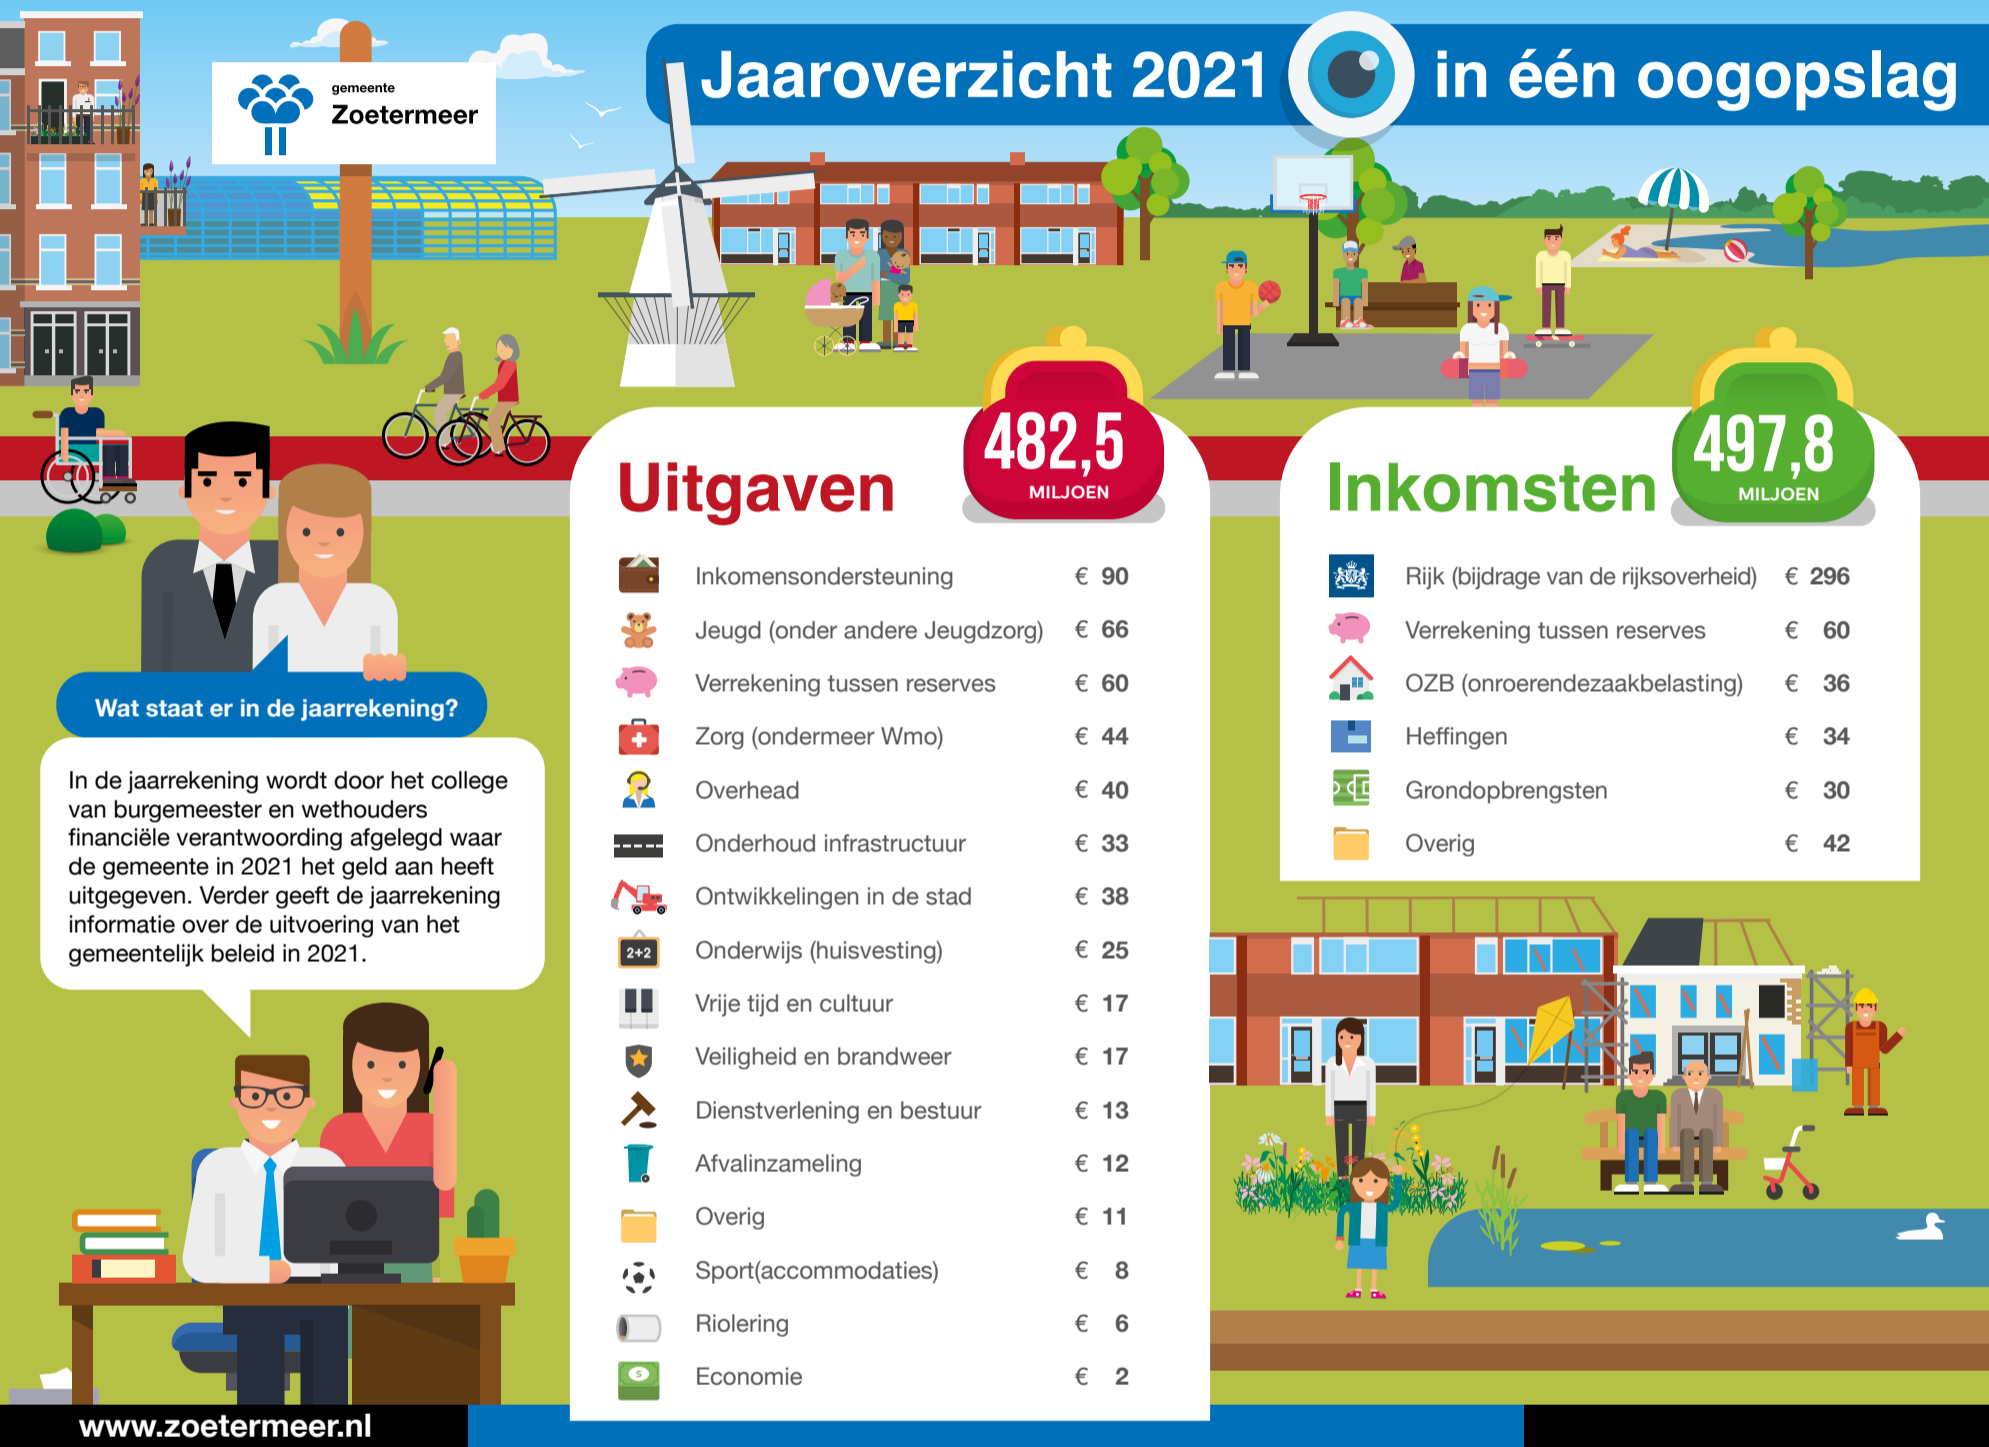 gemeente
Zoetermeer
Jaaroverzicht 2021 in één oogopslag
Wat staat er in de jaarrekening?
In de jaarrekening wordt door het college
van burgemeester en wethouders
financiële verantwoording afgelegd waar
de gemeente in 2021 het geld aan heeft
uitgegeven. Verder geeft de jaarrekening
informatie over de uitvoering van het
gemeentelijk beleid in 2021.
Uitgaven
482,5
MILJOEN
Inkomensondersteuning € 90
Jeugd (onder andere Jeugdzorg) € 66
Verrekening tussen reserves € 60
Zorg (ondermeer Wmo) € 44
Overhead € 40
Onderhoud infrastructuur € 33
Ontwikkelingen in de stad € 38
2+2 Onderwijs (huisvesting) € 25
Vrije tijd en cultuur € 17
Veiligheid en brandweer € 17
Dienstverlening en bestuur € 13
Afvalinzameling € 12
Overig € 11
Sport(accommodaties) € 8
Riolering € 6
Economie € 2
Inkomsten
497,8
MILJOEN
Rijk (bijdrage van de rijksoverheid) € 296
Verrekening tussen reserves € 60
OZB (onroerendezaakbelasting) € 36
Heffingen € 34
Grondopbrengsten € 30
Overig € 42
www.zoetermeer.nl